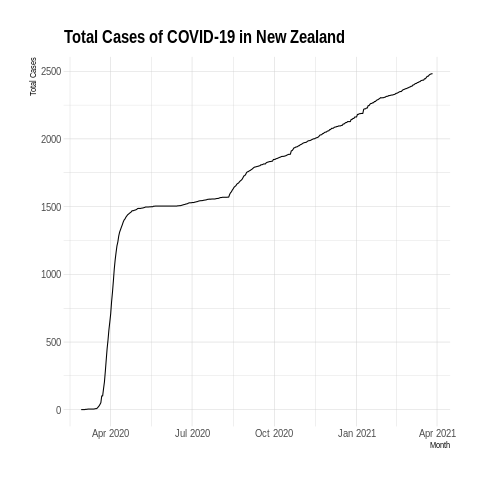 Total Cases of COVID-19 in New Zealand
Total Cases
2500
2000
1500
1000
500
0
Apr 2020 Jul 2020 Oct 2020 Jan 2021 Apr 2021
Month